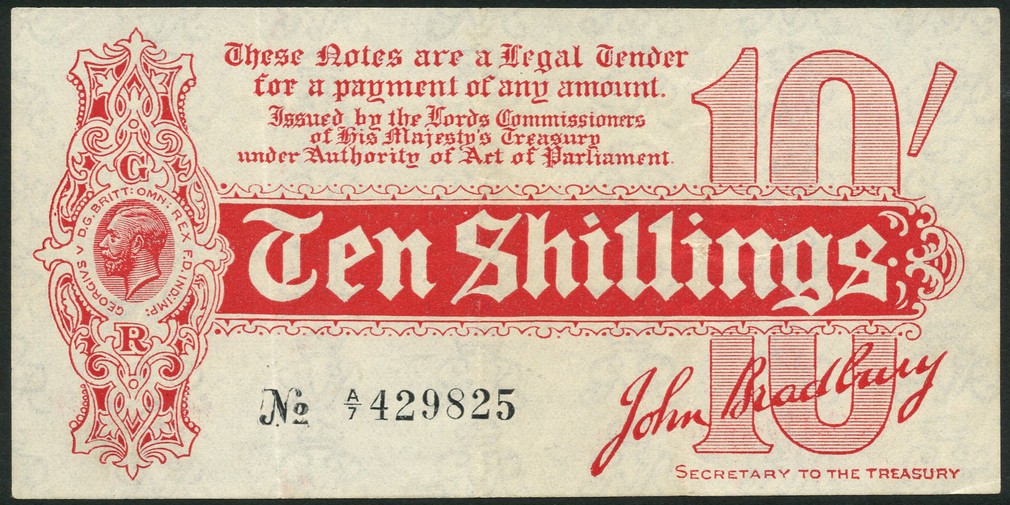 These Notes are a Legal Tender
for a payment of any amount.
Issued by the Lords Commissioners
of His Majesty's Treasury
under Authority of Act of Parliament.
10/
G
GEORGIVS V D.G. BRITT: OMN: REX F.D. IND: IMP:
R
Ten Shillings
10
No A/7 429825
John Bradbury
SECRETARY TO THE TREASURY